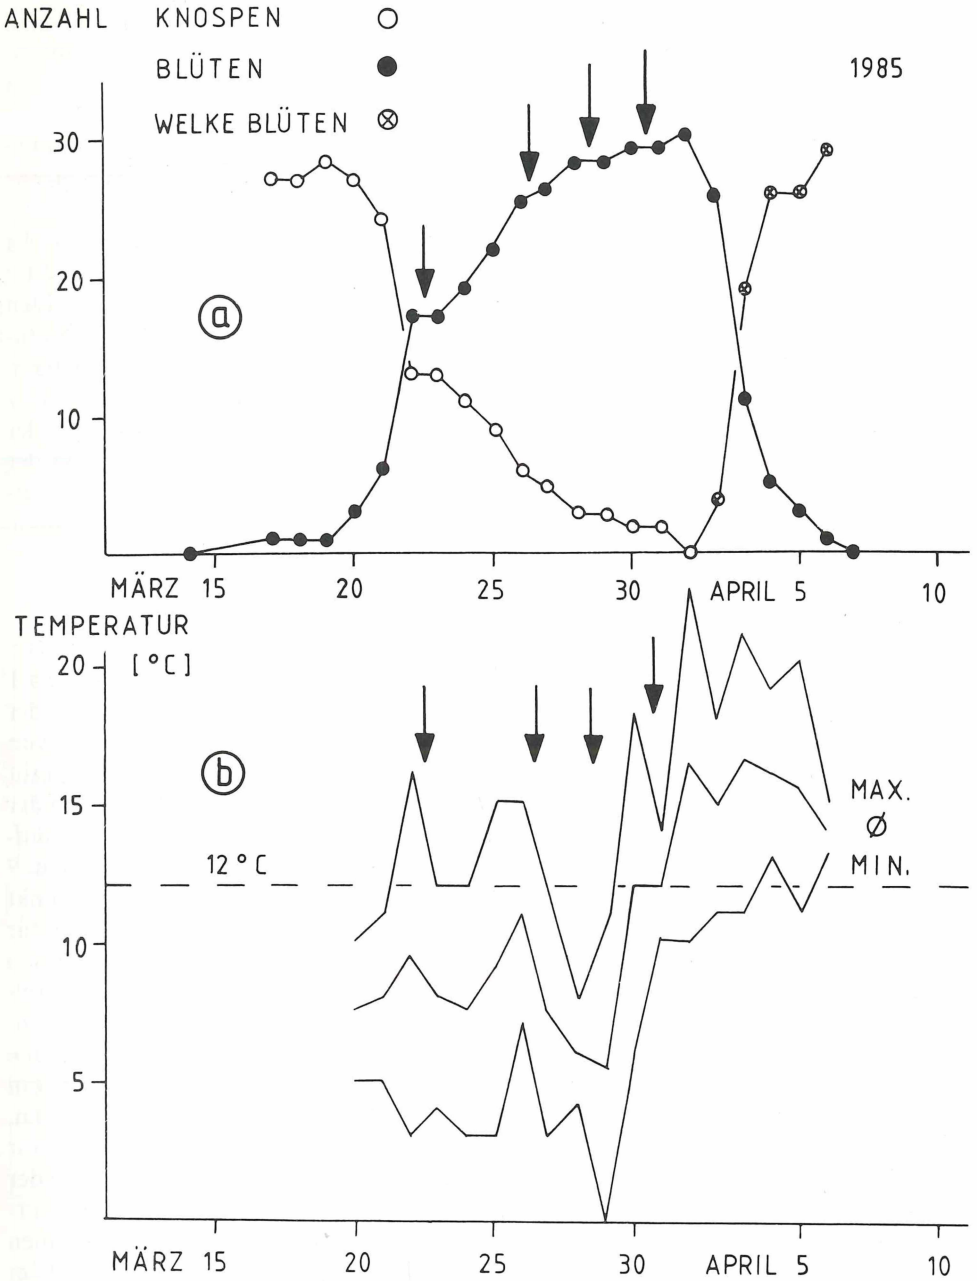 ANZAHL KNOSPEN
BLÜTEN 1985
WELKE BLÜTEN
30
20
a
10
MÄRZ 15 20 25 30 APRIL 5 10
TEMPERATUR
20 [°C]
b
15 MAX.
Ø
12°C MIN.
10
5
MÄRZ 15 20 25 30 APRIL 5 10